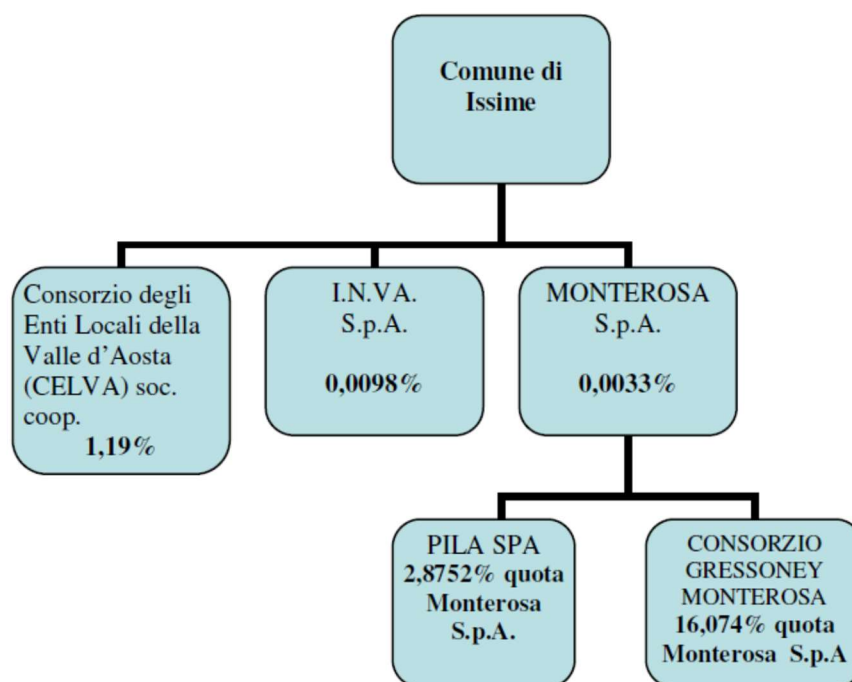 Comune di
Issime
Consorzio degli
Enti Locali della
Valle d'Aosta
(CELVA) soc.
coop.
1,19%
I.N.VA.
S.p.A.
0,0098%
MONTEROSA
S.p.A.
0,0033%
PILA SPA
2,8752% quota
Monterosa
S.p.A.
CONSORZIO
GRESSONEY
MONTEROSA
16,074% quota
Monterosa S.p.A